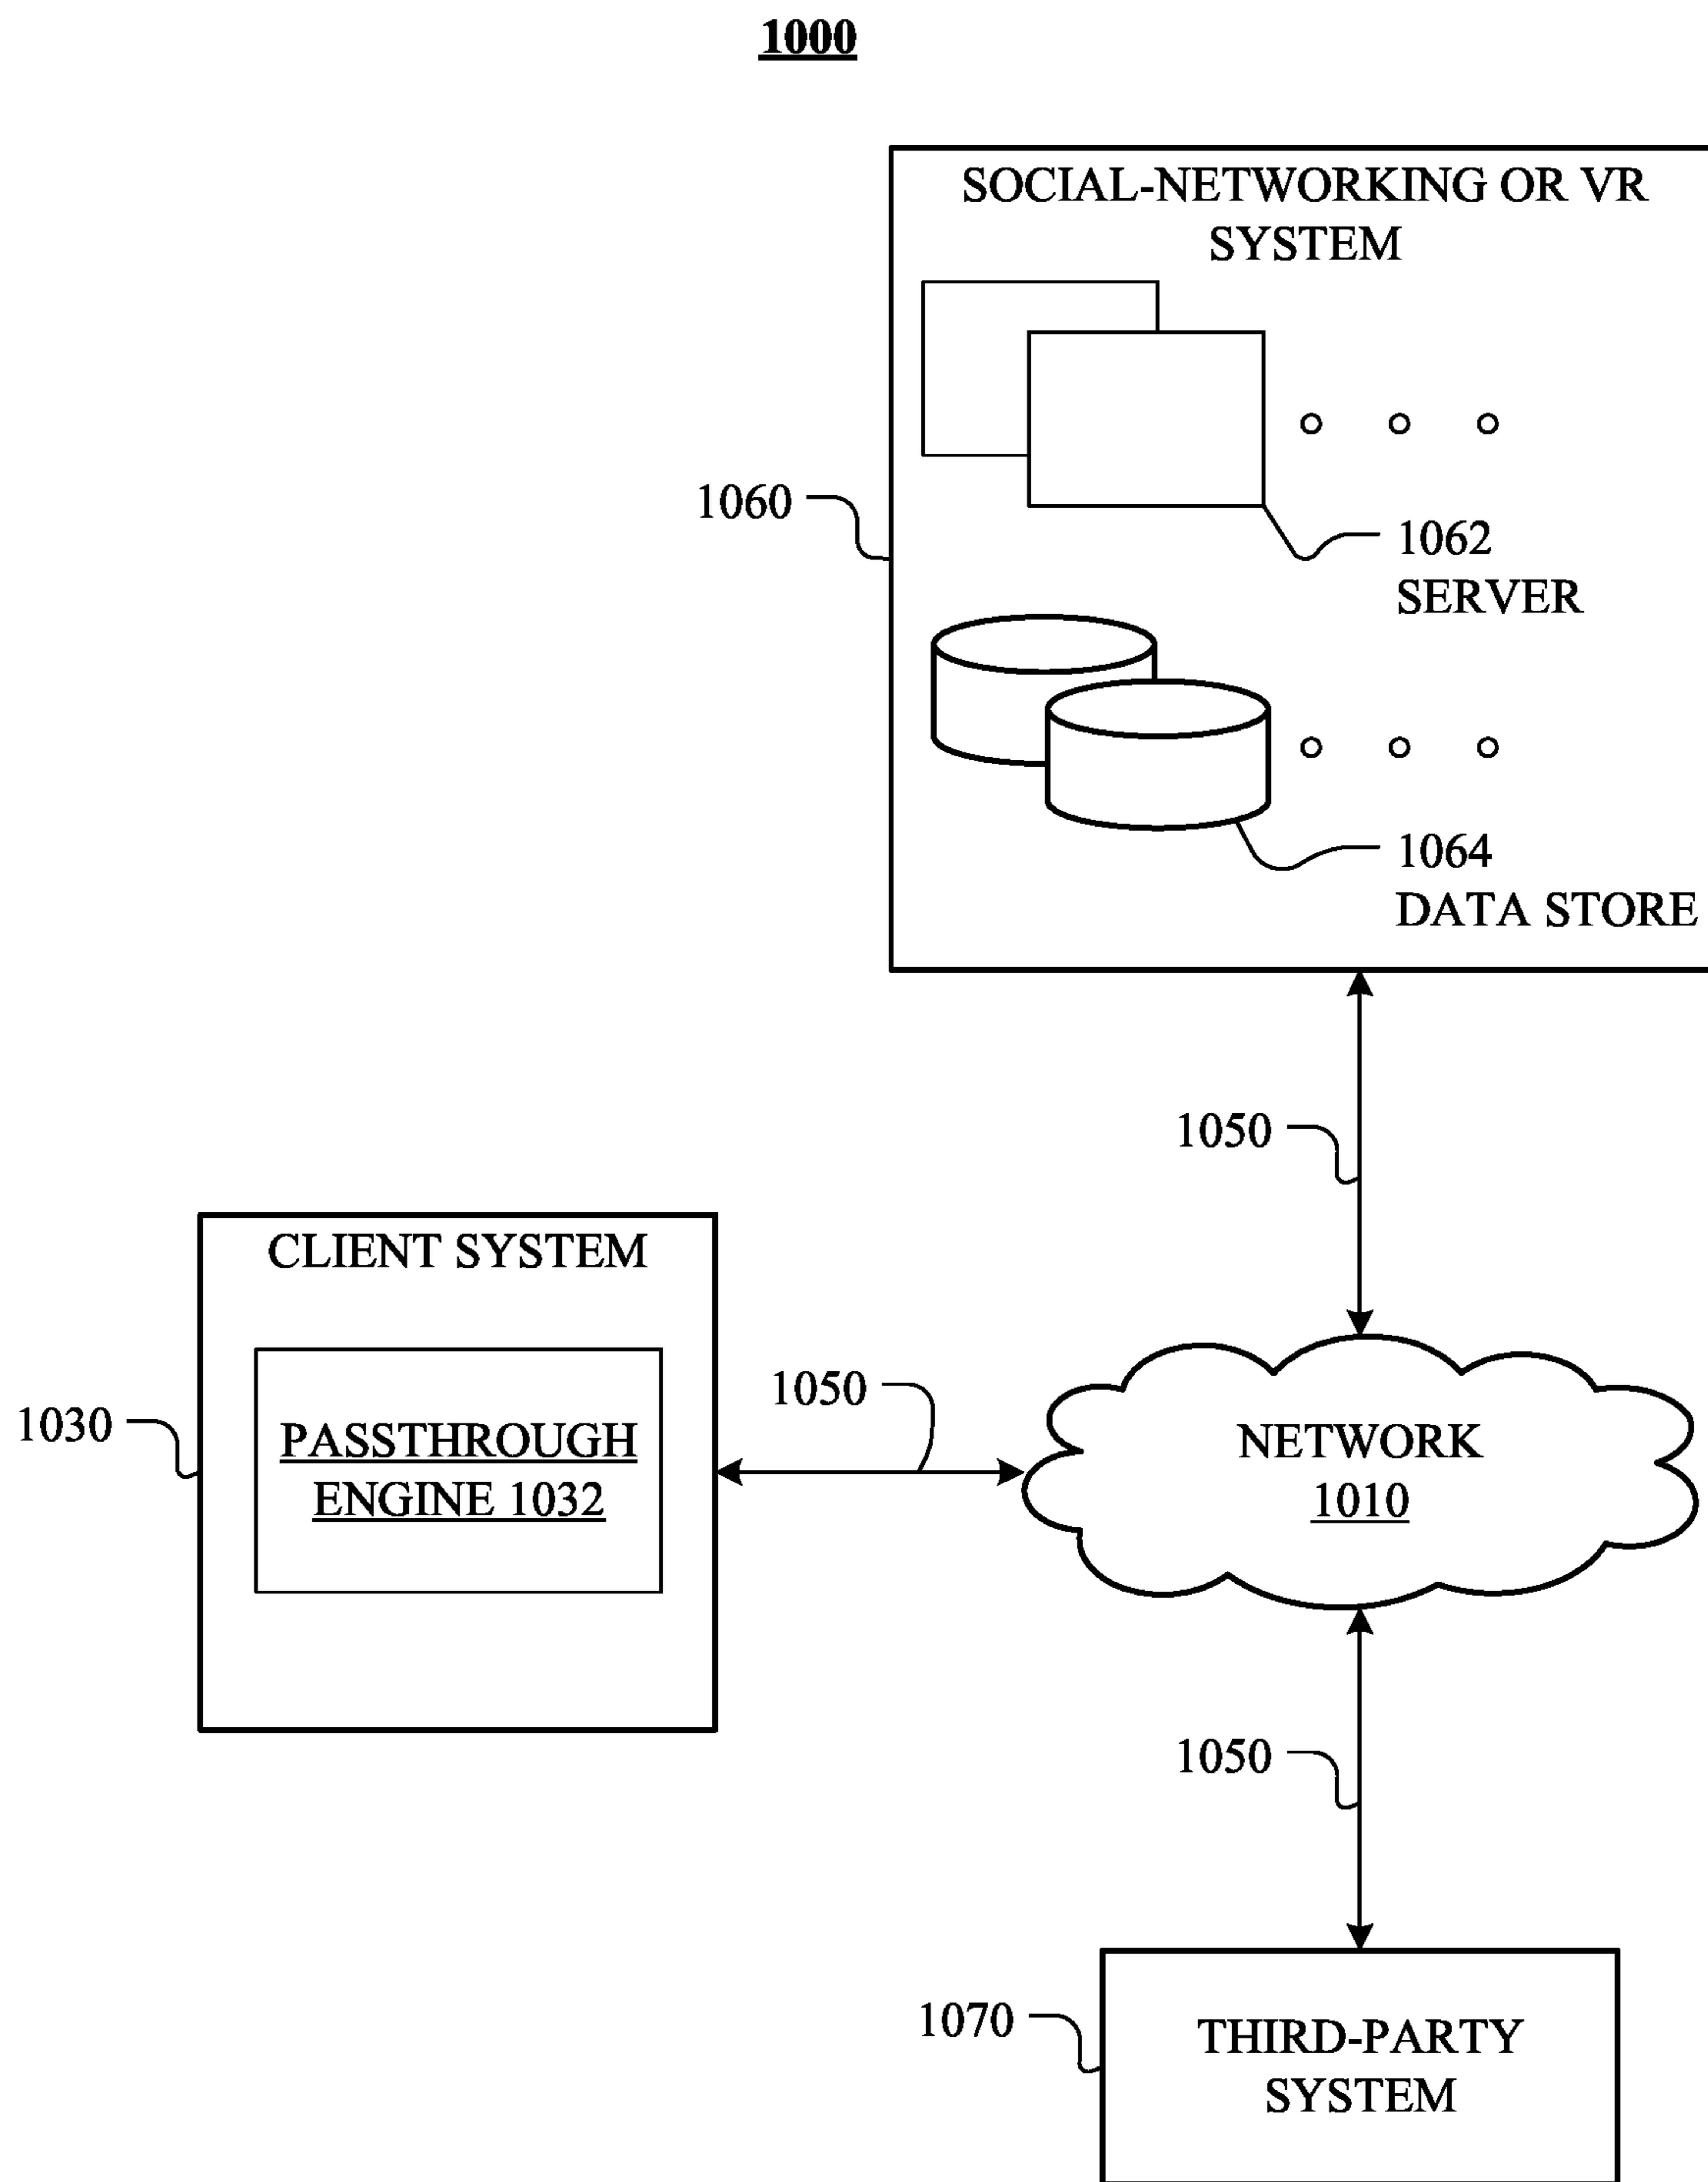 1000
SOCIAL-NETWORKING OR VR
SYSTEM
1060
1062
SERVER
1064
DATA STORE
1050
CLIENT SYSTEM
1030
PASSTHROUGH
ENGINE 1032
1050
NETWORK
1010
1050
1070
THIRD-PARTY
SYSTEM